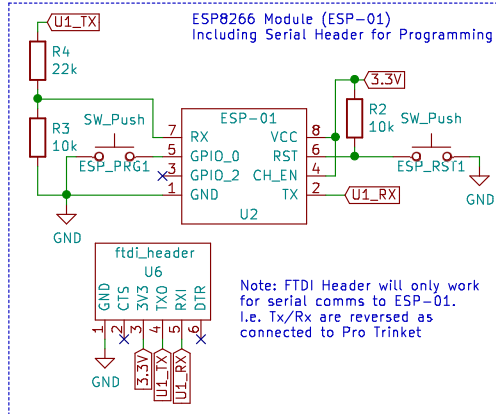 U1_TX
ESP8266 Module (ESP-01)
Including Serial Header for Programming
R4
22k
3.3V
R3
10k
SW_Push
ESP_PRG1
ESP-01
7 RX VCC 8
5 GPIO_0 RST 6
3 GPIO_2 CH_EN 4
1 GND TX 2
U2
R2
10k
SW_Push
ESP_RST1
U1_RX
GND
GND
ftdi_header
U6
GND
CTS
3V3
TXO
RXI
DTR
1
2
3
4
5
6
GND
3.3V
U1_TX
U1_RX
Note: FTDI Header will only work
for serial comms to ESP-01.
I.e. Tx/Rx are reversed as
connected to Pro Trinket